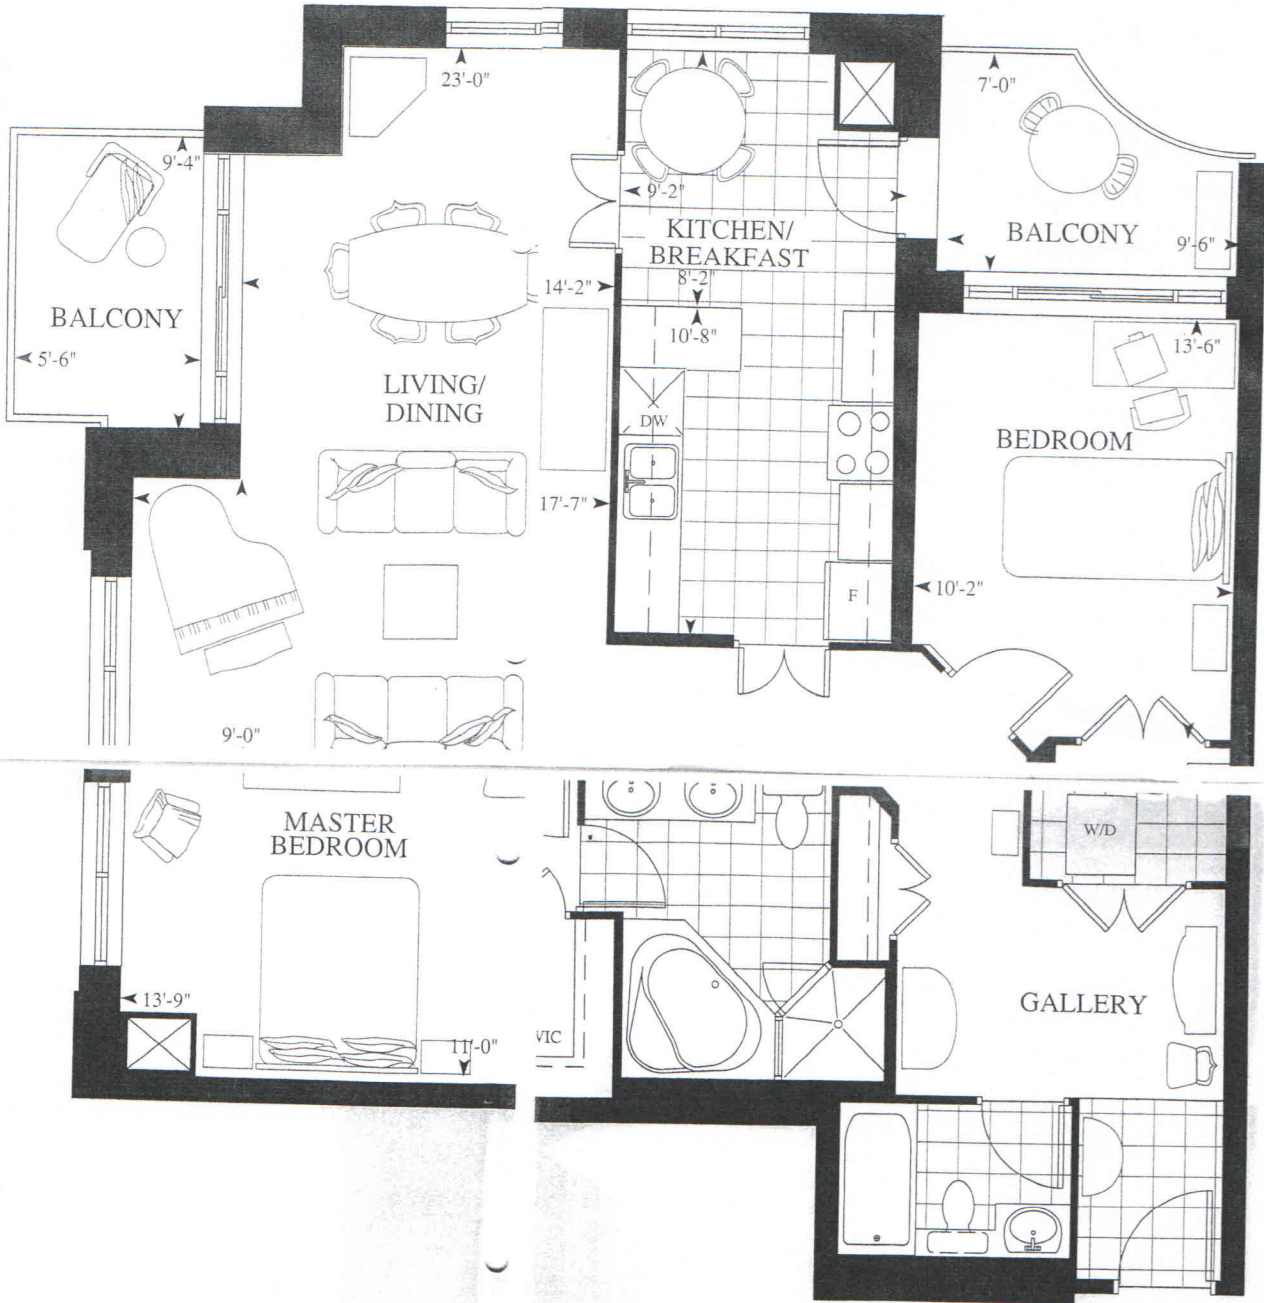 23'-0"
7'-0"
9'-4"
9'-2"
KITCHEN/
BREAKFAST
8'-2"
BALCONY
9'-6"
14'-2"
BALCONY
5'-6"
10'-8"
13'-6"
LIVING/
DINING
DW
BEDROOM
17'-7"
10'-2"
F
9'-0"
MASTER
BEDROOM
W/D
13'-9"
GALLERY
11'-0"